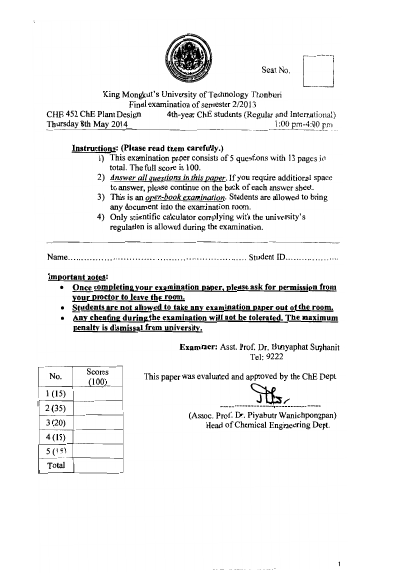 Seat No.
King Mongkut's University of Technology Thonburi
Final examination of semester 2/2013
CHE 452 ChE Plant Design 4th-year ChE students (Regular and International)
Thursday 8th May 2014 1:00 pm-4:00 pm
Instructions: (Please read them carefully.)
1) This examination paper consists of 5 questions with 13 pages in
total. The full score is 100.
2) Answer all questions in this paper. If you require additional space
to answer, please continue on the back of each answer sheet.
3) This is an open-book examination. Students are allowed to bring
any document into the examination room.
4) Only scientific calculator complying with the university's
regulation is allowed during the examination.
Name............................................................ Student ID..................
Important notes:
• Once completing your examination paper, please ask for permission from
your proctor to leave the room.
• Students are not allowed to take any examination paper out of the room.
• Any cheating during the examination will not be tolerated. The maximum
penalty is dismissal from university.
Examiner: Asst. Prof. Dr. Bunyaphat Suphanit
Tel: 9222
No. Scores
(100)
1 (15)
2 (35)
3 (20)
4 (15)
5 (15)
Total
This paper was evaluated and approved by the ChE Dept
(Assoc. Prof. Dr. Piyabutr Wanichpongpan)
Head of Chemical Engineering Dept.
1